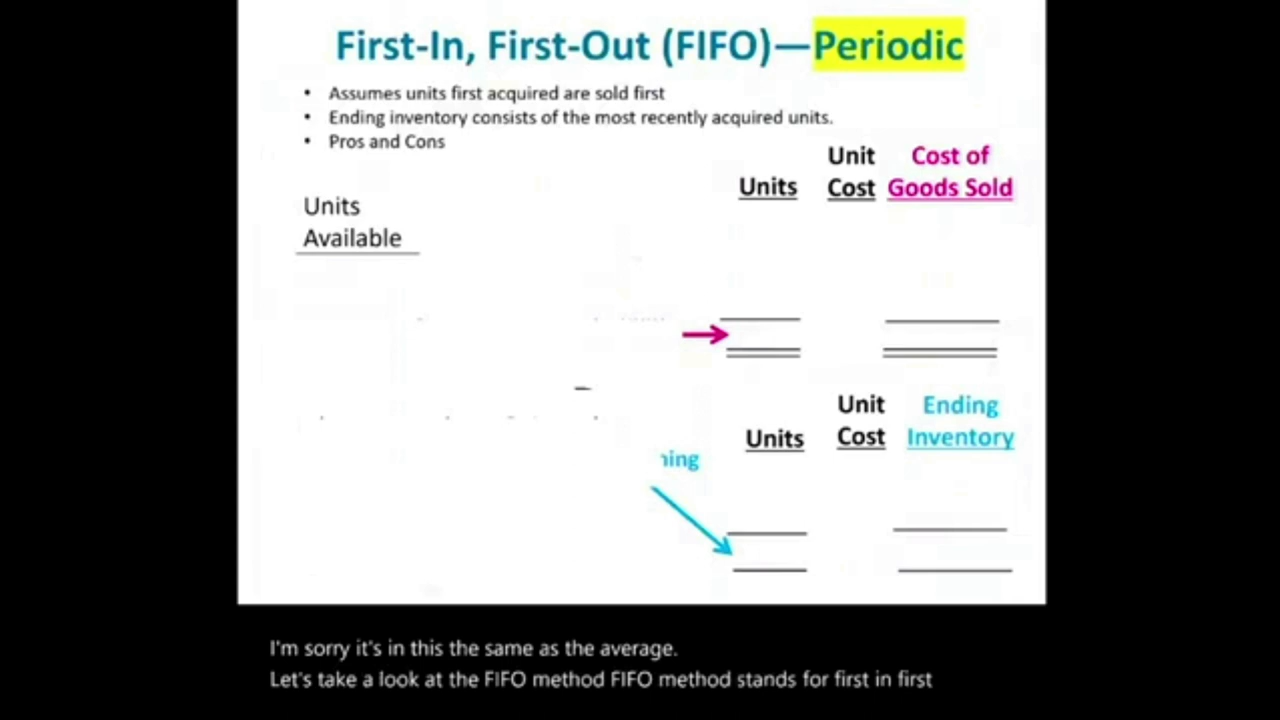 First-In, First-Out (FIFO)—Periodic
• Assumes units first acquired are sold first
• Ending inventory consists of the most recently acquired units.
• Pros and Cons
Units
Available
Units
Unit
Cost
Cost of
Goods Sold
Units
Unit
Cost
Ending
Inventory
I'm sorry it's in this the same as the average.
Let's take a look at the FIFO method FIFO method stands for first in first